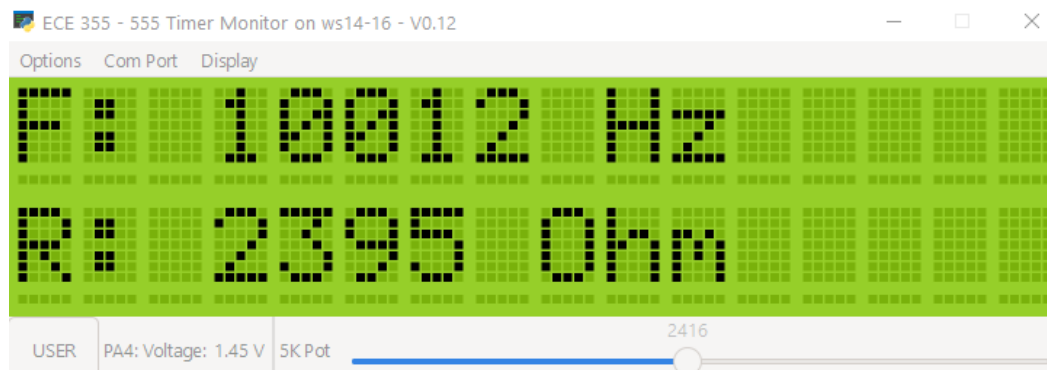 ECE 355 - 555 Timer Monitor on ws14-16 - V0.12
Options Com Port Display
F: 10012 Hz
R: 2395 Ohm
2416
USER PA4: Voltage: 1.45 V 5K Pot